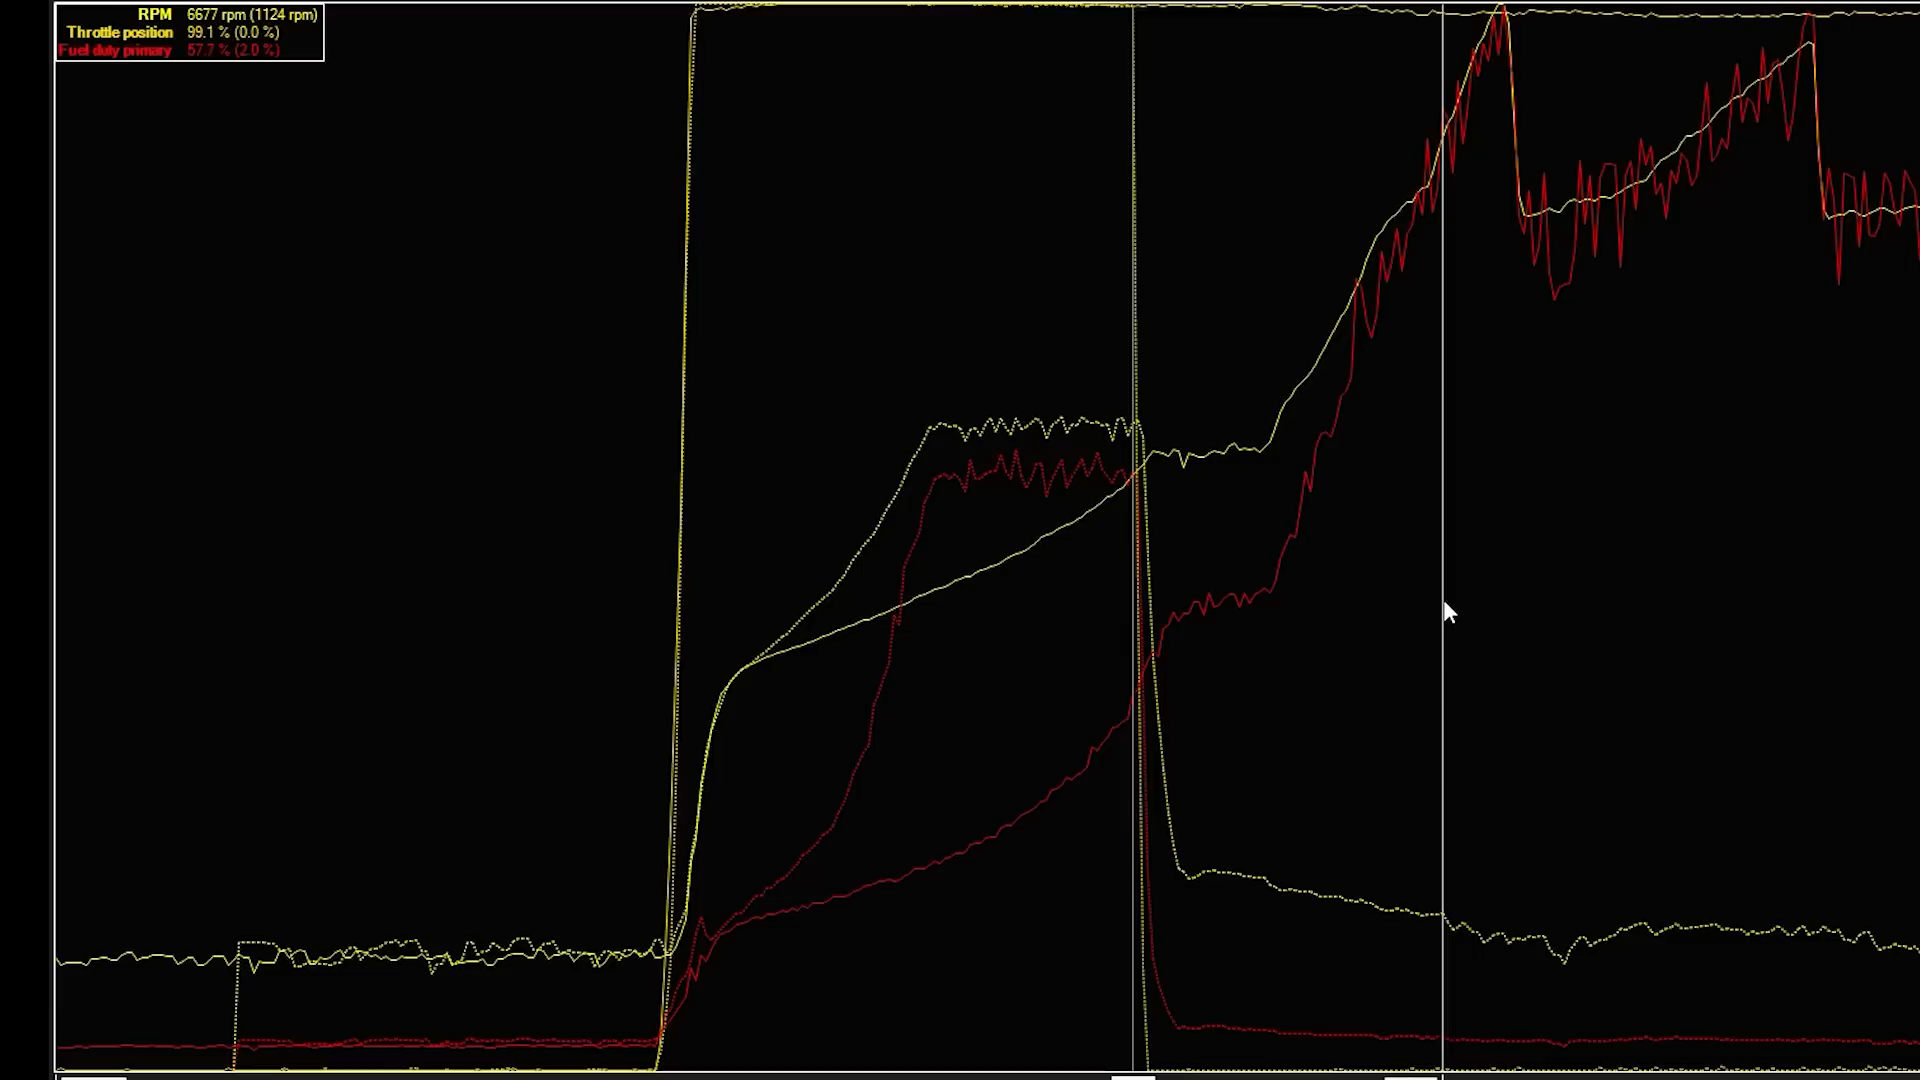 RPM 6677 rpm (1124 rpm)
Throttle position 99.1 % (0.0 %)
Fuel duty primary 57.7 % (2.0 %)